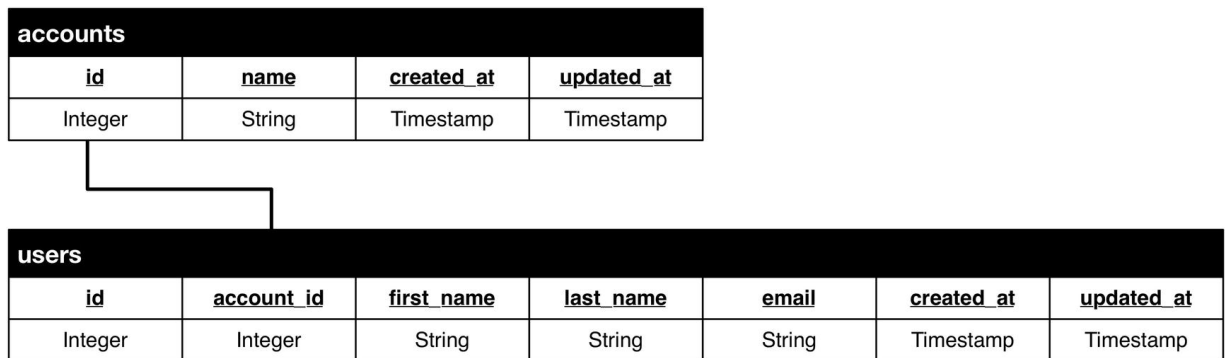 accounts
id name created_at updated_at
Integer String Timestamp Timestamp
users
id account_id first_name last_name email created_at updated_at
Integer Integer String String String Timestamp Timestamp